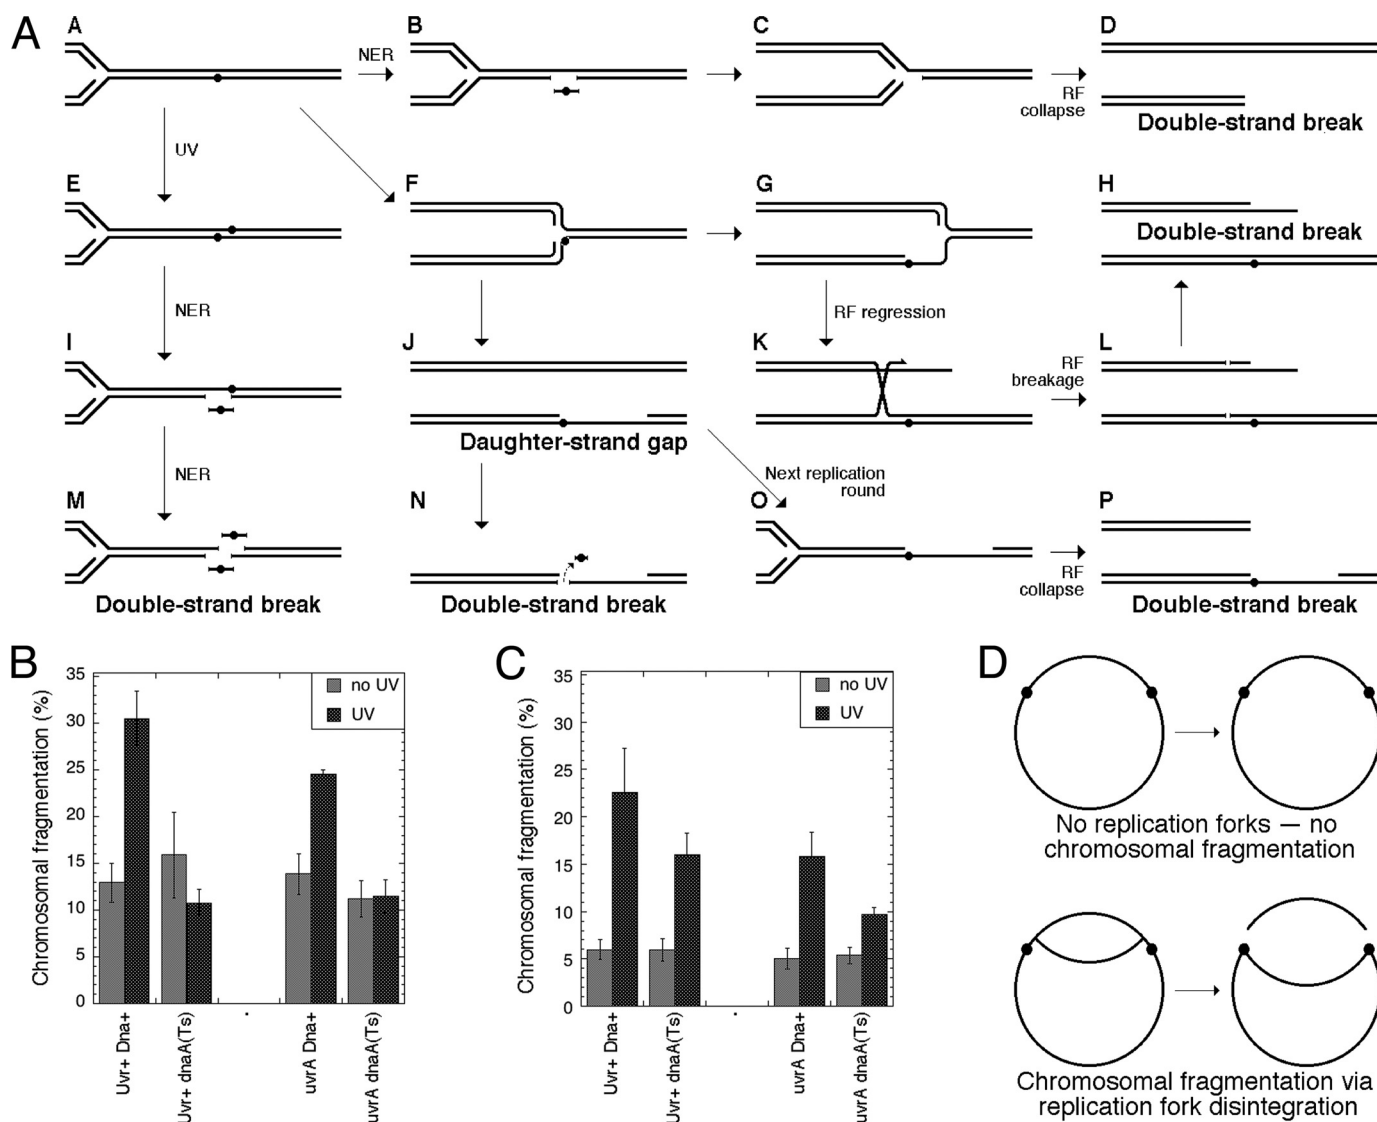 A
A
B
C
D
NER
RF
collapse
Double-strand break
UV
E
F
G
H
Double-strand break
NER
RF regression
I
J
K
L
RF
breakage
Daughter-strand gap
NER
Next replication
round
M
N
O
P
RF
collapse
Double-strand break
Double-strand break
Double-strand break
B
Chromosomal fragmentation (%)
35
30
25
20
15
10
5
0
no UV
UV
Uvr+ Dna+
Uvr+ dnaA(Ts)
.
uvrA Dna+
uvrA dnaA(Ts)
C
Chromosomal fragmentation (%)
35
30
25
20
15
10
5
0
no UV
UV
Uvr+ Dna+
Uvr+ dnaA(Ts)
.
uvrA Dna+
uvrA dnaA(Ts)
D
No replication forks — no
chromosomal fragmentation
Chromosomal fragmentation via
replication fork disintegration